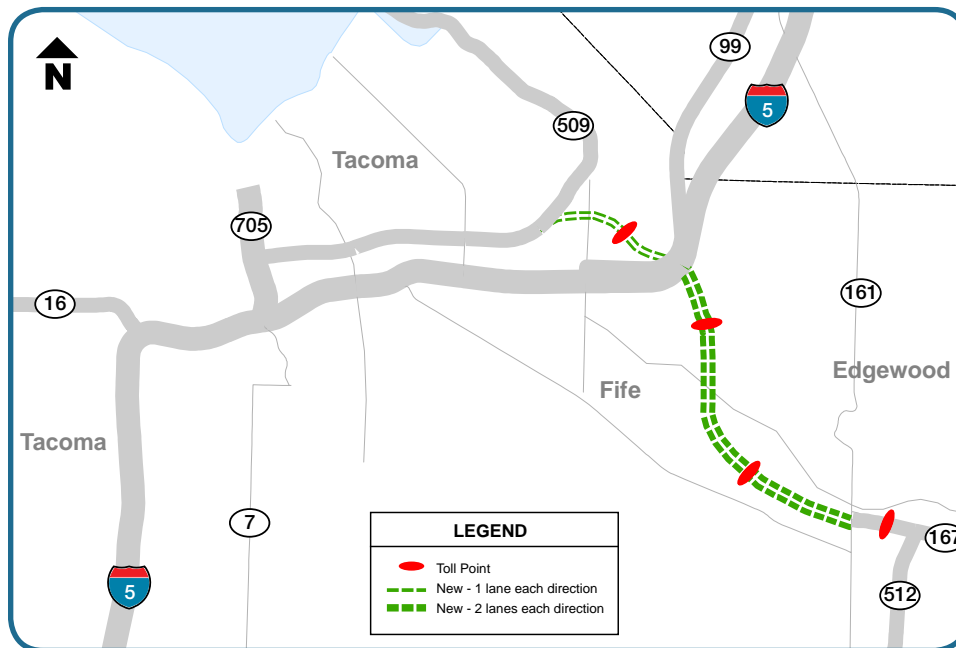 99
5
509
Tacoma
N
705
161
16
Edgewood
Fife
Tacoma
7
LEGEND
Toll Point
New - 1 lane each direction
New - 2 lanes each direction
167
5
512